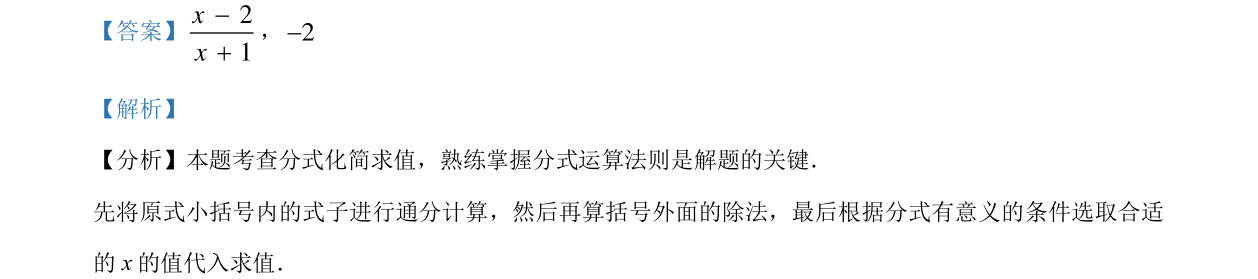 【答案】$\frac{x-2}{x+1}$，−2
【解析】
【分析】本题考查分式化简求值，熟练掌握分式运算法则是解题的关键．
先将原式小括号内的式子进行通分计算，然后再算括号外面的除法，最后根据分式有意义的条件选取合适
的 x 的值代入求值．